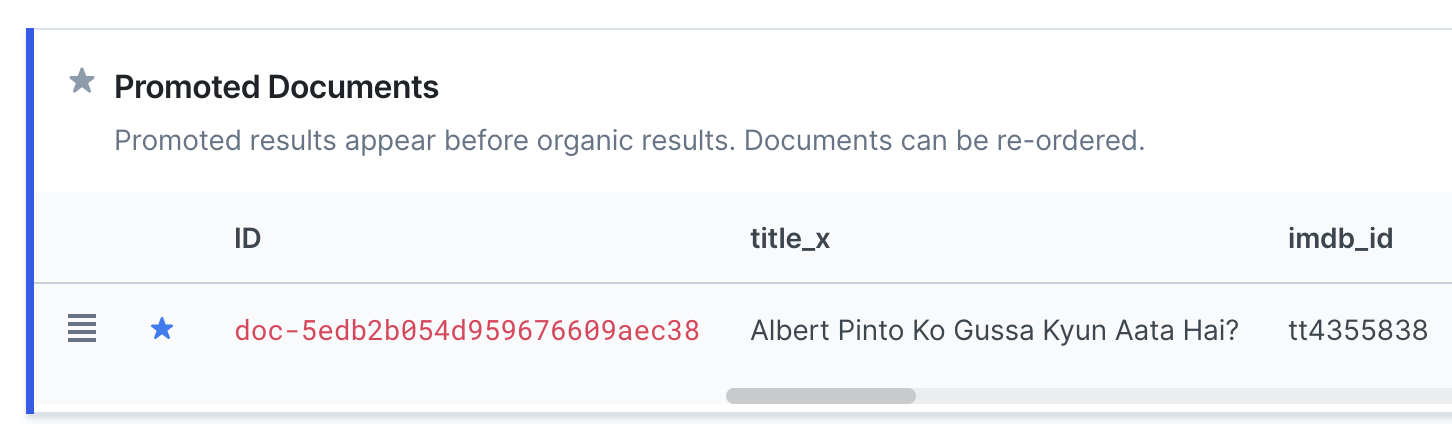 Promoted Documents
Promoted results appear before organic results. Documents can be re-ordered.
ID title_x imdb_id
doc-5edb2b054d959676609aec38 Albert Pinto Ko Gussa Kyun Aata Hai? tt4355838